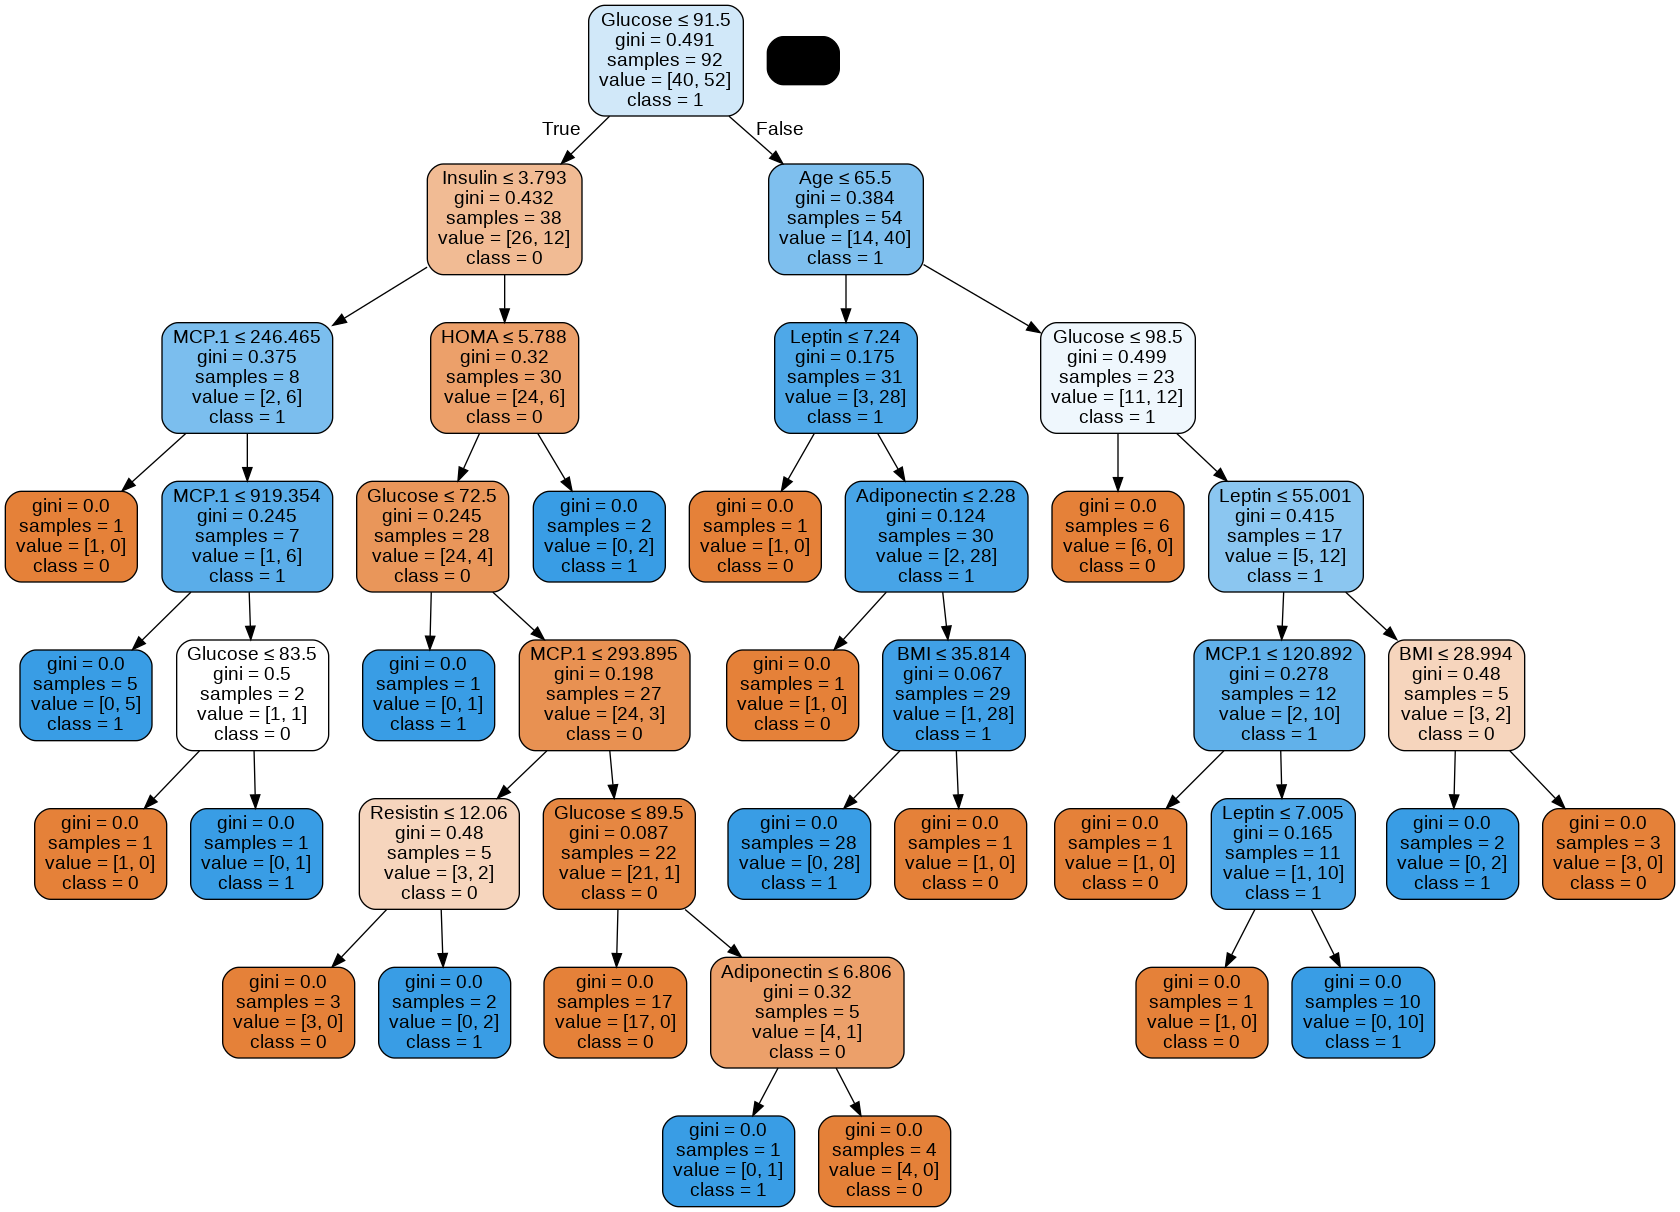 Glucose ≤ 91.5
gini = 0.491
samples = 92
value = [40, 52]
class = 1
True
False
Insulin ≤ 3.793
gini = 0.432
samples = 38
value = [26, 12]
class = 0
Age ≤ 65.5
gini = 0.384
samples = 54
value = [14, 40]
class = 1
MCP.1 ≤ 246.465
gini = 0.375
samples = 8
value = [2, 6]
class = 1
HOMA ≤ 5.788
gini = 0.32
samples = 30
value = [24, 6]
class = 0
Leptin ≤ 7.24
gini = 0.175
samples = 31
value = [3, 28]
class = 1
Glucose ≤ 98.5
gini = 0.499
samples = 23
value = [11, 12]
class = 1
gini = 0.0
samples = 1
value = [1, 0]
class = 0
MCP.1 ≤ 919.354
gini = 0.245
samples = 7
value = [1, 6]
class = 1
Glucose ≤ 72.5
gini = 0.245
samples = 28
value = [24, 4]
class = 0
gini = 0.0
samples = 2
value = [0, 2]
class = 1
gini = 0.0
samples = 1
value = [1, 0]
class = 0
Adiponectin ≤ 2.28
gini = 0.124
samples = 30
value = [2, 28]
class = 1
gini = 0.0
samples = 6
value = [6, 0]
class = 0
Leptin ≤ 55.001
gini = 0.415
samples = 17
value = [5, 12]
class = 1
gini = 0.0
samples = 5
value = [0, 5]
class = 1
Glucose ≤ 83.5
gini = 0.5
samples = 2
value = [1, 1]
class = 0
gini = 0.0
samples = 1
value = [0, 1]
class = 1
MCP.1 ≤ 293.895
gini = 0.198
samples = 27
value = [24, 3]
class = 0
gini = 0.0
samples = 1
value = [1, 0]
class = 0
BMI ≤ 35.814
gini = 0.067
samples = 29
value = [1, 28]
class = 1
MCP.1 ≤ 120.892
gini = 0.278
samples = 12
value = [2, 10]
class = 1
BMI ≤ 28.994
gini = 0.48
samples = 5
value = [3, 2]
class = 0
gini = 0.0
samples = 1
value = [1, 0]
class = 0
gini = 0.0
samples = 1
value = [0, 1]
class = 1
Resistin ≤ 12.06
gini = 0.48
samples = 5
value = [3, 2]
class = 0
Glucose ≤ 89.5
gini = 0.087
samples = 22
value = [21, 1]
class = 0
gini = 0.0
samples = 28
value = [0, 28]
class = 1
gini = 0.0
samples = 1
value = [1, 0]
class = 0
gini = 0.0
samples = 1
value = [1, 0]
class = 0
Leptin ≤ 7.005
gini = 0.165
samples = 11
value = [1, 10]
class = 1
gini = 0.0
samples = 2
value = [0, 2]
class = 1
gini = 0.0
samples = 3
value = [3, 0]
class = 0
gini = 0.0
samples = 3
value = [3, 0]
class = 0
gini = 0.0
samples = 2
value = [0, 2]
class = 1
gini = 0.0
samples = 17
value = [17, 0]
class = 0
Adiponectin ≤ 6.806
gini = 0.32
samples = 5
value = [4, 1]
class = 0
gini = 0.0
samples = 1
value = [1, 0]
class = 0
gini = 0.0
samples = 10
value = [0, 10]
class = 1
gini = 0.0
samples = 1
value = [0, 1]
class = 1
gini = 0.0
samples = 4
value = [4, 0]
class = 0